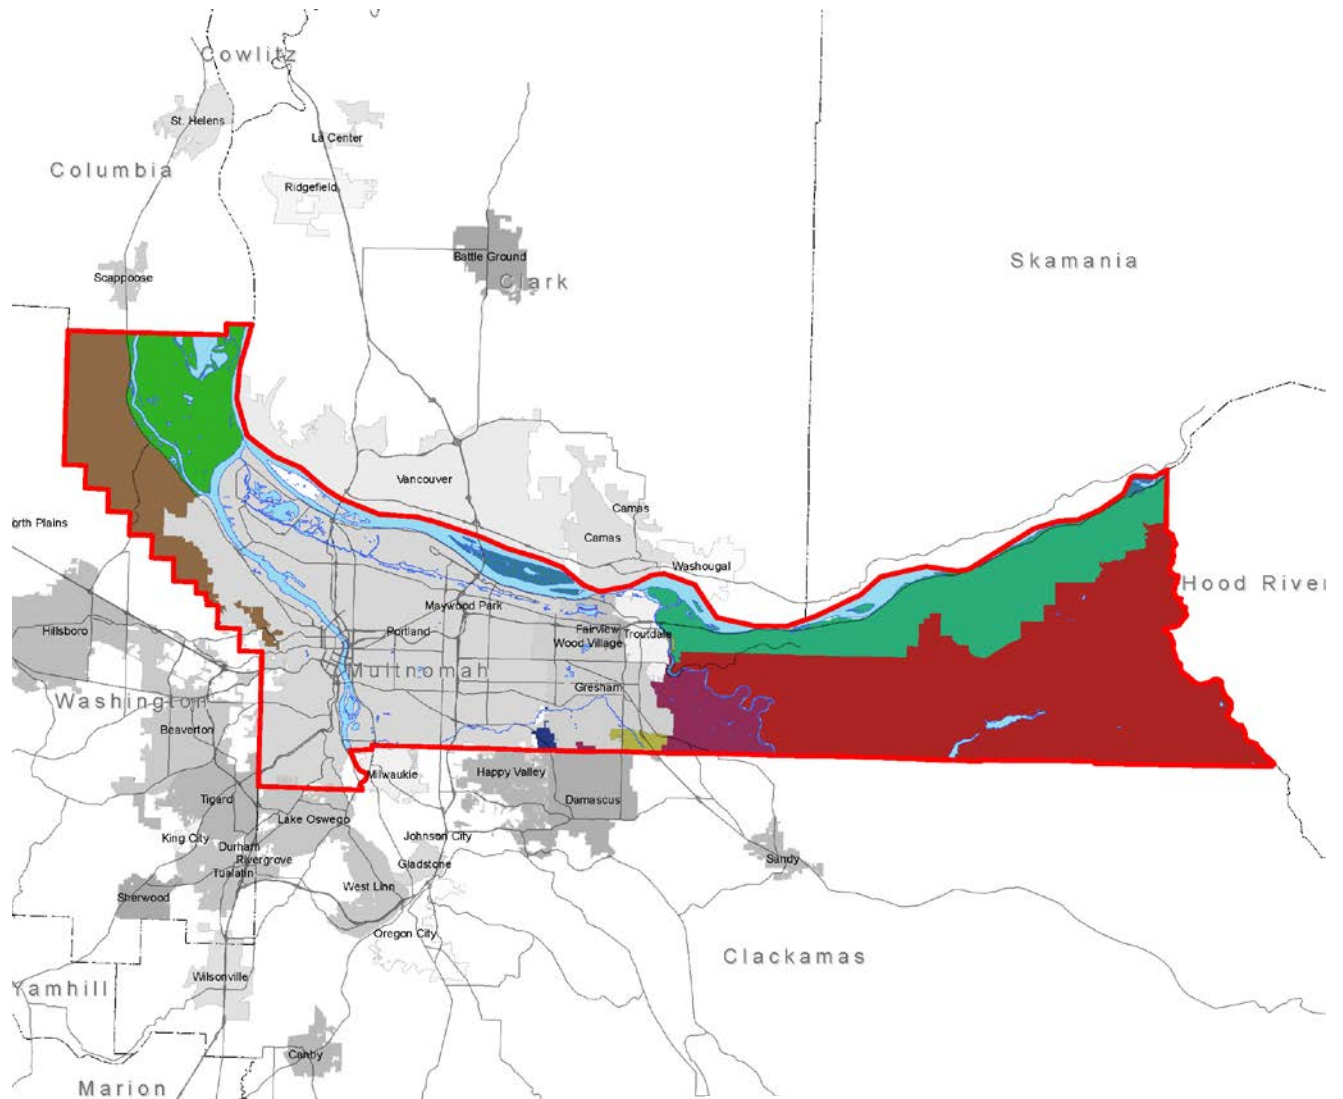 Cowlitz
St. Helens
La Center
Columbia
Ridgefield
Battle Ground
Skamania
Scappoose
Clark
Vancouver
Camas
orth Plains
Camas
Washougal
Hood River
Maywood Park
Hillsboro
Portland
Fairview
Troutdale
Wood Village
Multnomah
Gresham
Washington
Beaverton
Milwaukie
Happy Valley
Tigard
Damascus
Lake Oswego
King City
Johnson City
Durham
Rivergrove
Gladstone
Sandy
Tualatin
West Linn
Sherwood
Oregon City
Clackamas
Wilsonville
Yamhill
Canby
Marion